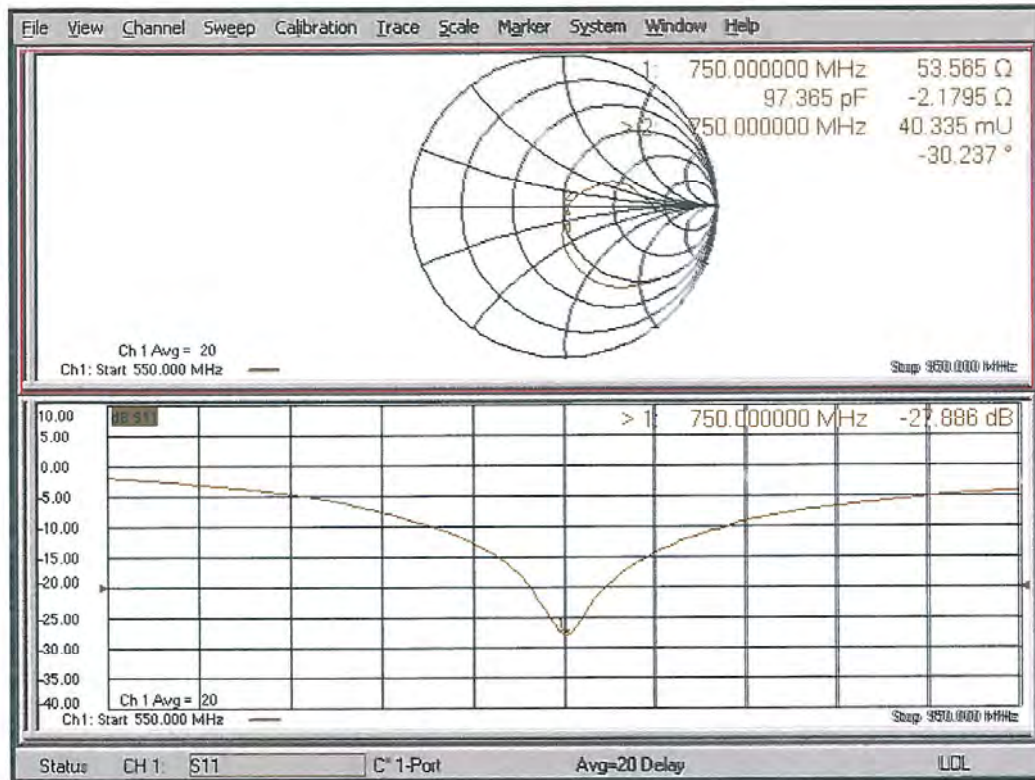 File View Channel Sweep Calibration Trace Scale Marker System Window Help
1: 750.000000 MHz 53.565 Ω
97.365 pF -2.1795 Ω
> 2: 750.000000 MHz 40.335 mU
-30.237 °
Ch 1 Avg = 20
Ch1: Start 550.000 MHz
Stop 950.000 MHz
10.00
dB S11
> 1: 750.000000 MHz -27.886 dB
5.00
0.00
-5.00
-10.00
-15.00
-20.00
-25.00
1
-30.00
-35.00
-40.00
Ch 1 Avg = 20
Ch1: Start 550.000 MHz
Stop 950.000 MHz
Status CH 1: S11 C* 1-Port Avg=20 Delay LCL